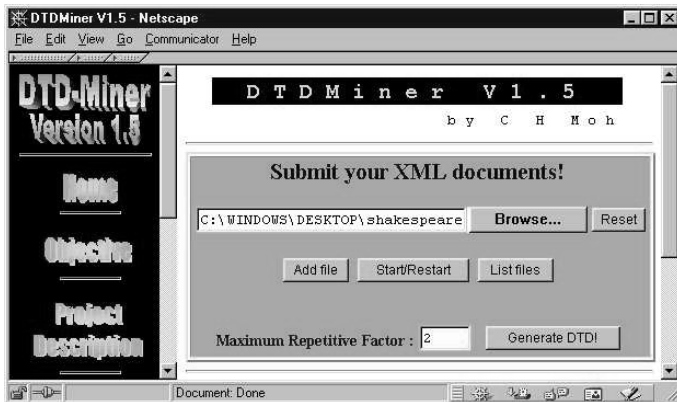 DTDMiner V1.5 - Netscape
File Edit View Go Communicator Help
DTD-Miner
Version 1.5
Home
Objective
Project
Description
DTDMiner V1.5
by C H Moh
Submit your XML documents!
C:\WINDOWS\DESKTOP\shakespeare Browse... Reset
Add file Start/Restart List files
Maximum Repetitive Factor : 2 Generate DTD!
Document: Done